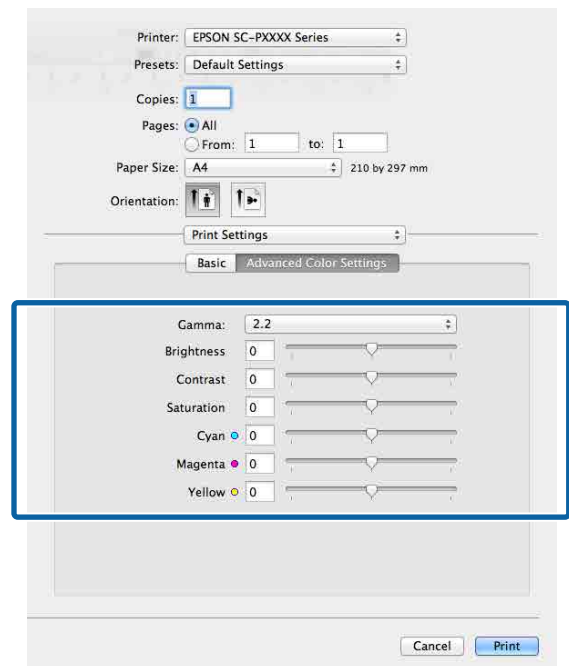 Printer: EPSON SC-PXXXX Series
Presets: Default Settings
Copies: 1
Pages: All
From: 1 to: 1
Paper Size: A4 210 by 297 mm
Orientation:
Print Settings
Basic Advanced Color Settings
Gamma: 2.2
Brightness 0
Contrast 0
Saturation 0
Cyan 0
Magenta 0
Yellow 0
Cancel Print